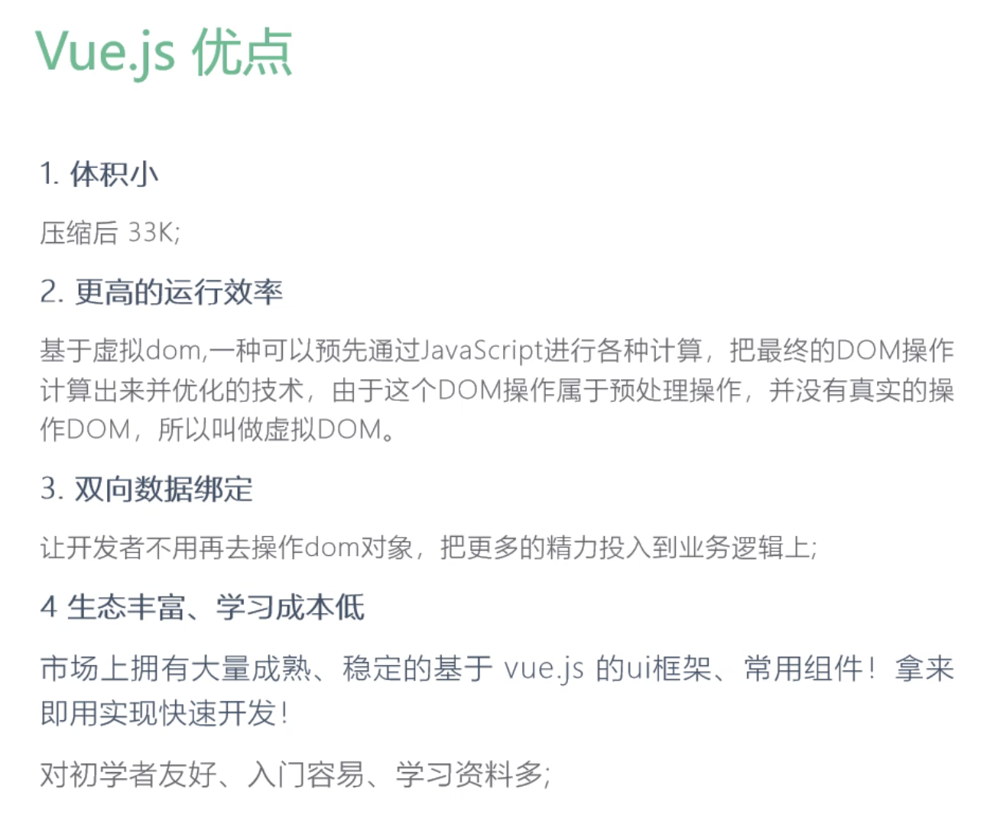 Vue.js 优点
1. 体积小
压缩后 33K;
2. 更高的运行效率
基于虚拟dom,一种可以预先通过JavaScript进行各种计算，把最终的DOM操作
计算出来并优化的技术，由于这个DOM操作属于预处理操作，并没有真实的操
作DOM，所以叫做虚拟DOM。
3. 双向数据绑定
让开发者不用再去操作dom对象，把更多的精力投入到业务逻辑上;
4 生态丰富、学习成本低
市场上拥有大量成熟、稳定的基于 vue.js 的ui框架、常用组件！拿来
即用实现快速开发！
对初学者友好、入门容易、学习资料多;